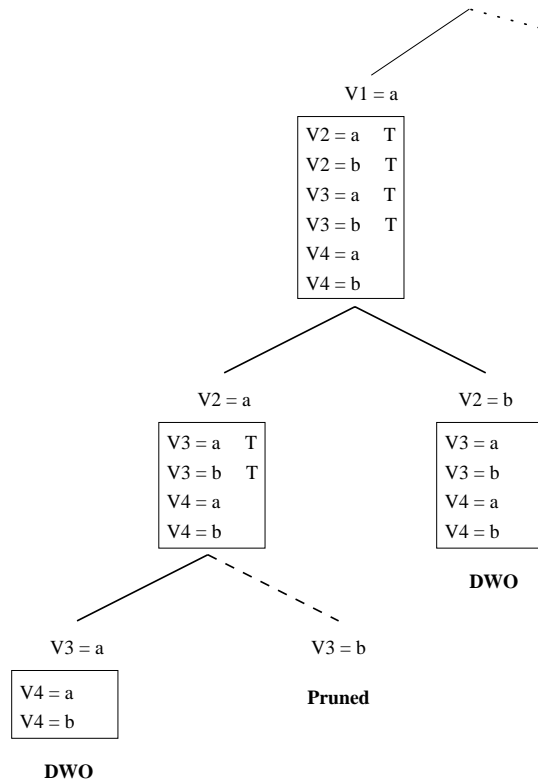 V1 = a
V2 = a T
V2 = b T
V3 = a T
V3 = b T
V4 = a
V4 = b
V2 = a
V3 = a T
V3 = b T
V4 = a
V4 = b
V2 = b
V3 = a
V3 = b
V4 = a
V4 = b
DWO
V3 = a
V4 = a
V4 = b
DWO
V3 = b
Pruned